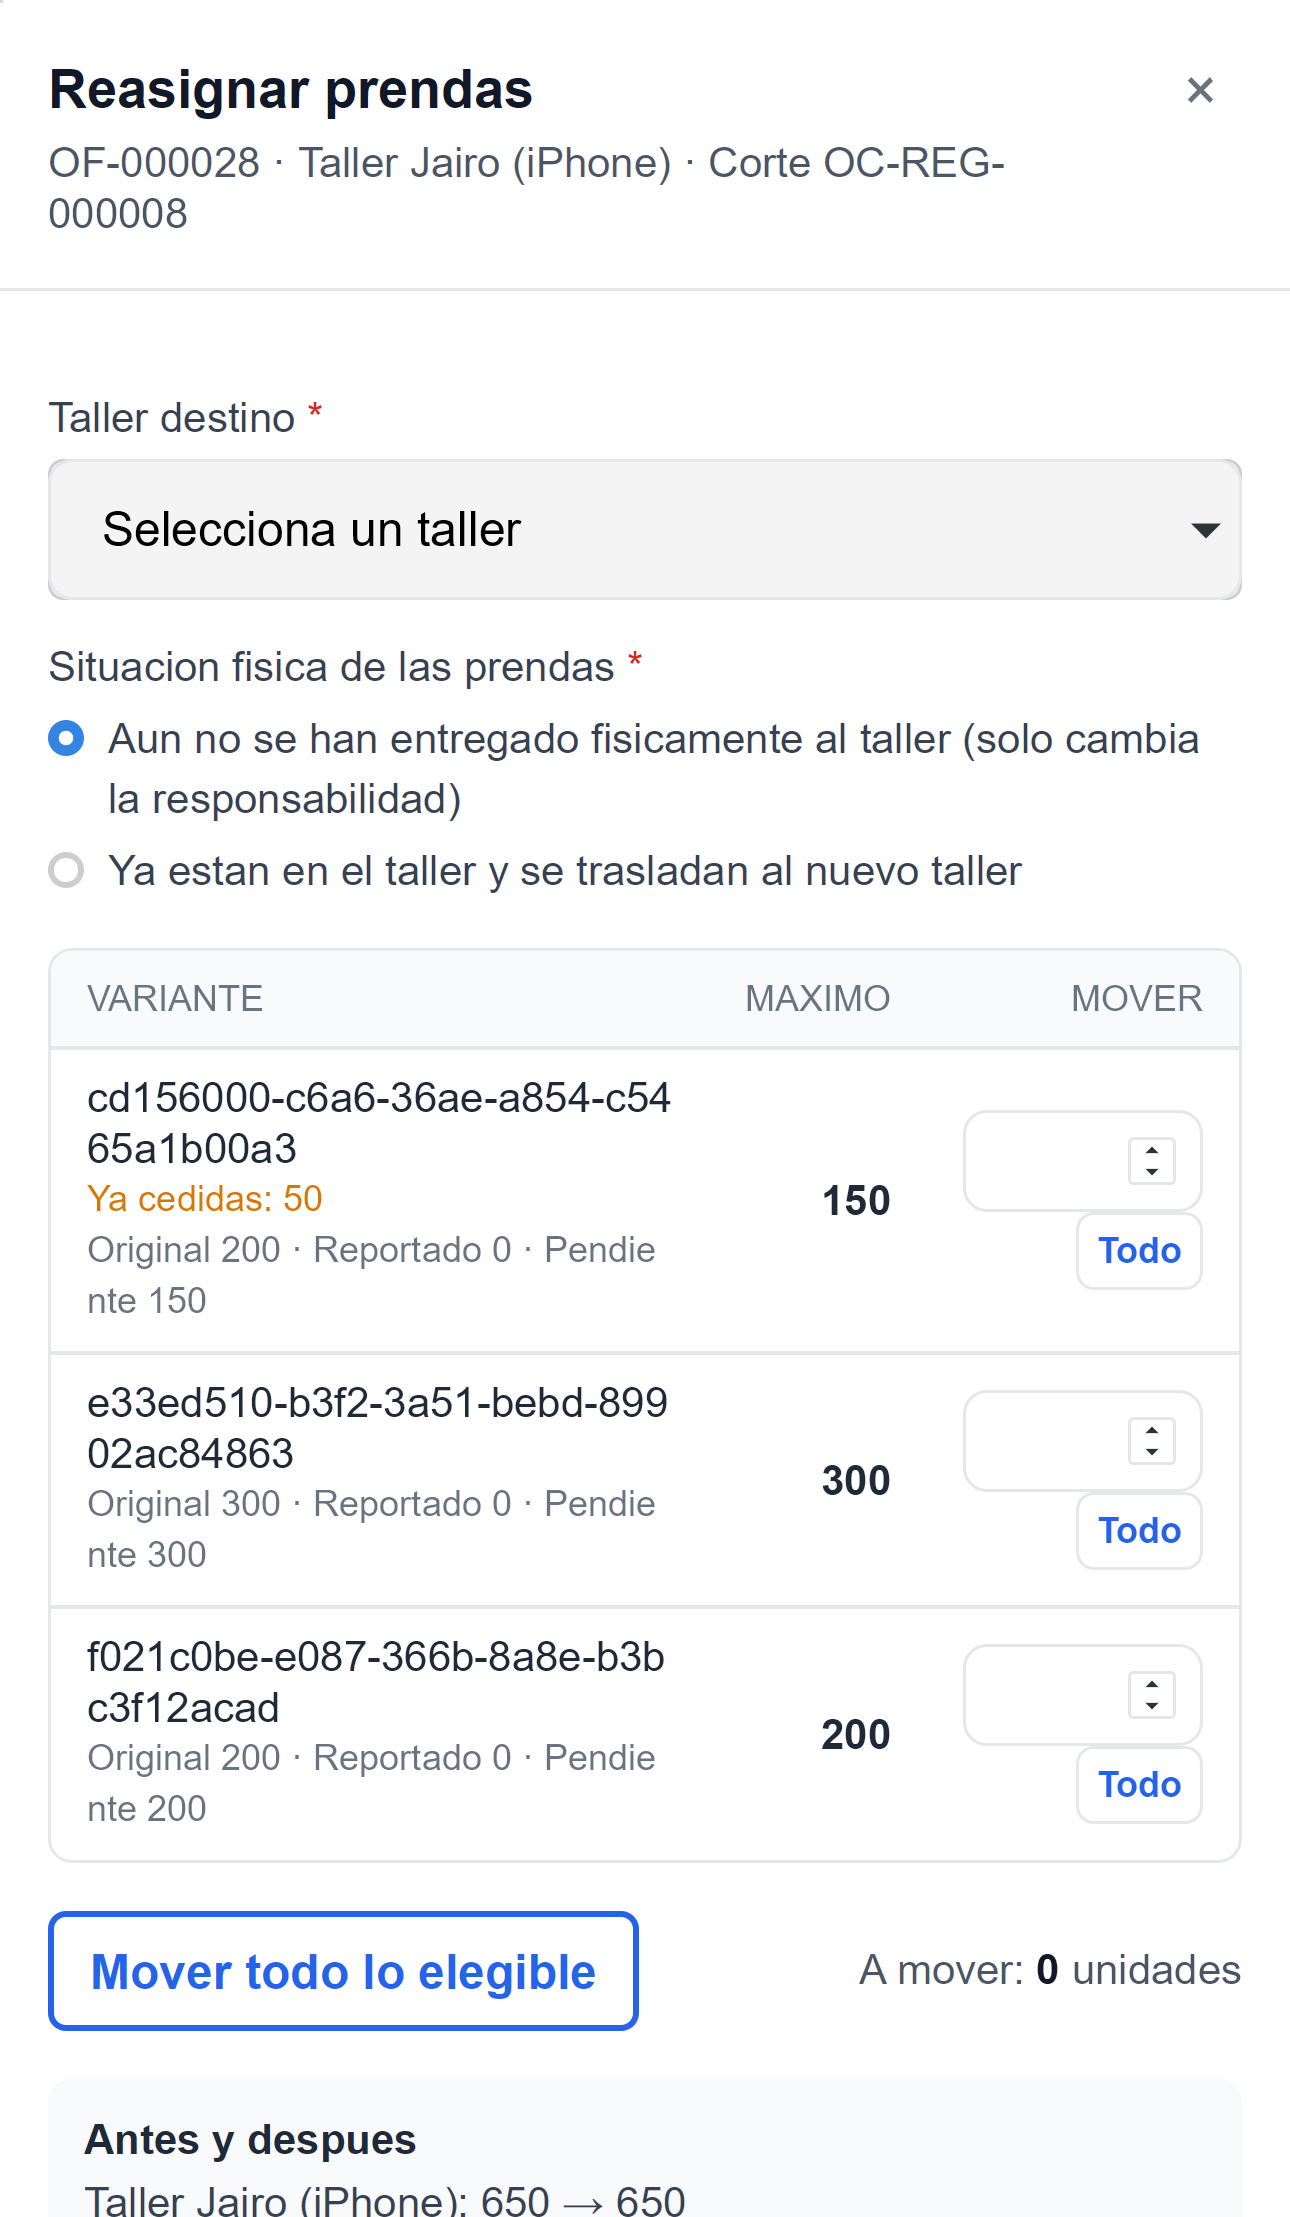 Reasignar prendas
×
OF-000028 · Taller Jairo (iPhone) · Corte OC-REG-
000008
Taller destino *
Selecciona un taller
Situacion fisica de las prendas *
Aun no se han entregado fisicamente al taller (solo cambia
la responsabilidad)
Ya estan en el taller y se trasladan al nuevo taller
VARIANTE MAXIMO MOVER
cd156000-c6a6-36ae-a854-c54
65a1b00a3
Ya cedidas: 50
150
Original 200 · Reportado 0 · Pendie
nte 150
Todo
e33ed510-b3f2-3a51-bebd-899
02ac84863
300
Original 300 · Reportado 0 · Pendie
nte 300
Todo
f021c0be-e087-366b-8a8e-b3b
c3f12acad
200
Original 200 · Reportado 0 · Pendie
nte 200
Todo
Mover todo lo elegible
A mover: 0 unidades
Antes y despues
Taller Jairo (iPhone): 650 → 650